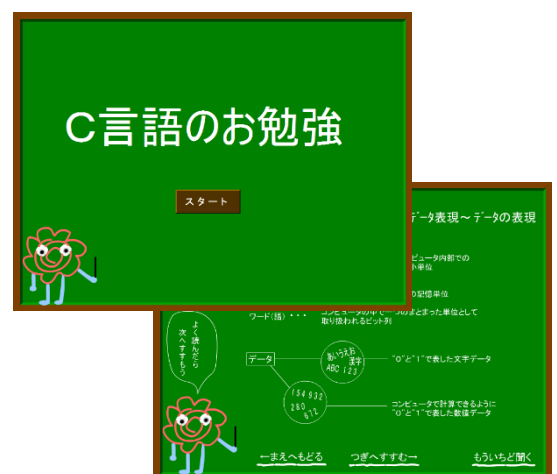 C言語のお勉強
スタート
データ表現～データの表現
ピュータ内部での
小単位
の記憶単位
ワード(語)・・・
コンピュータの中で一つのまとまった単位として
取り扱われるビット列
よく読んだら
次へすすもう
データ
あいうえお
漢字
ABC 123
"0"と"1"で表した文字データ
154 932
280
672
コンピュータで計算できるように
"0"と"1"で表した数値データ
←まえへもどる
つぎへすすむ→
もういちど聞く